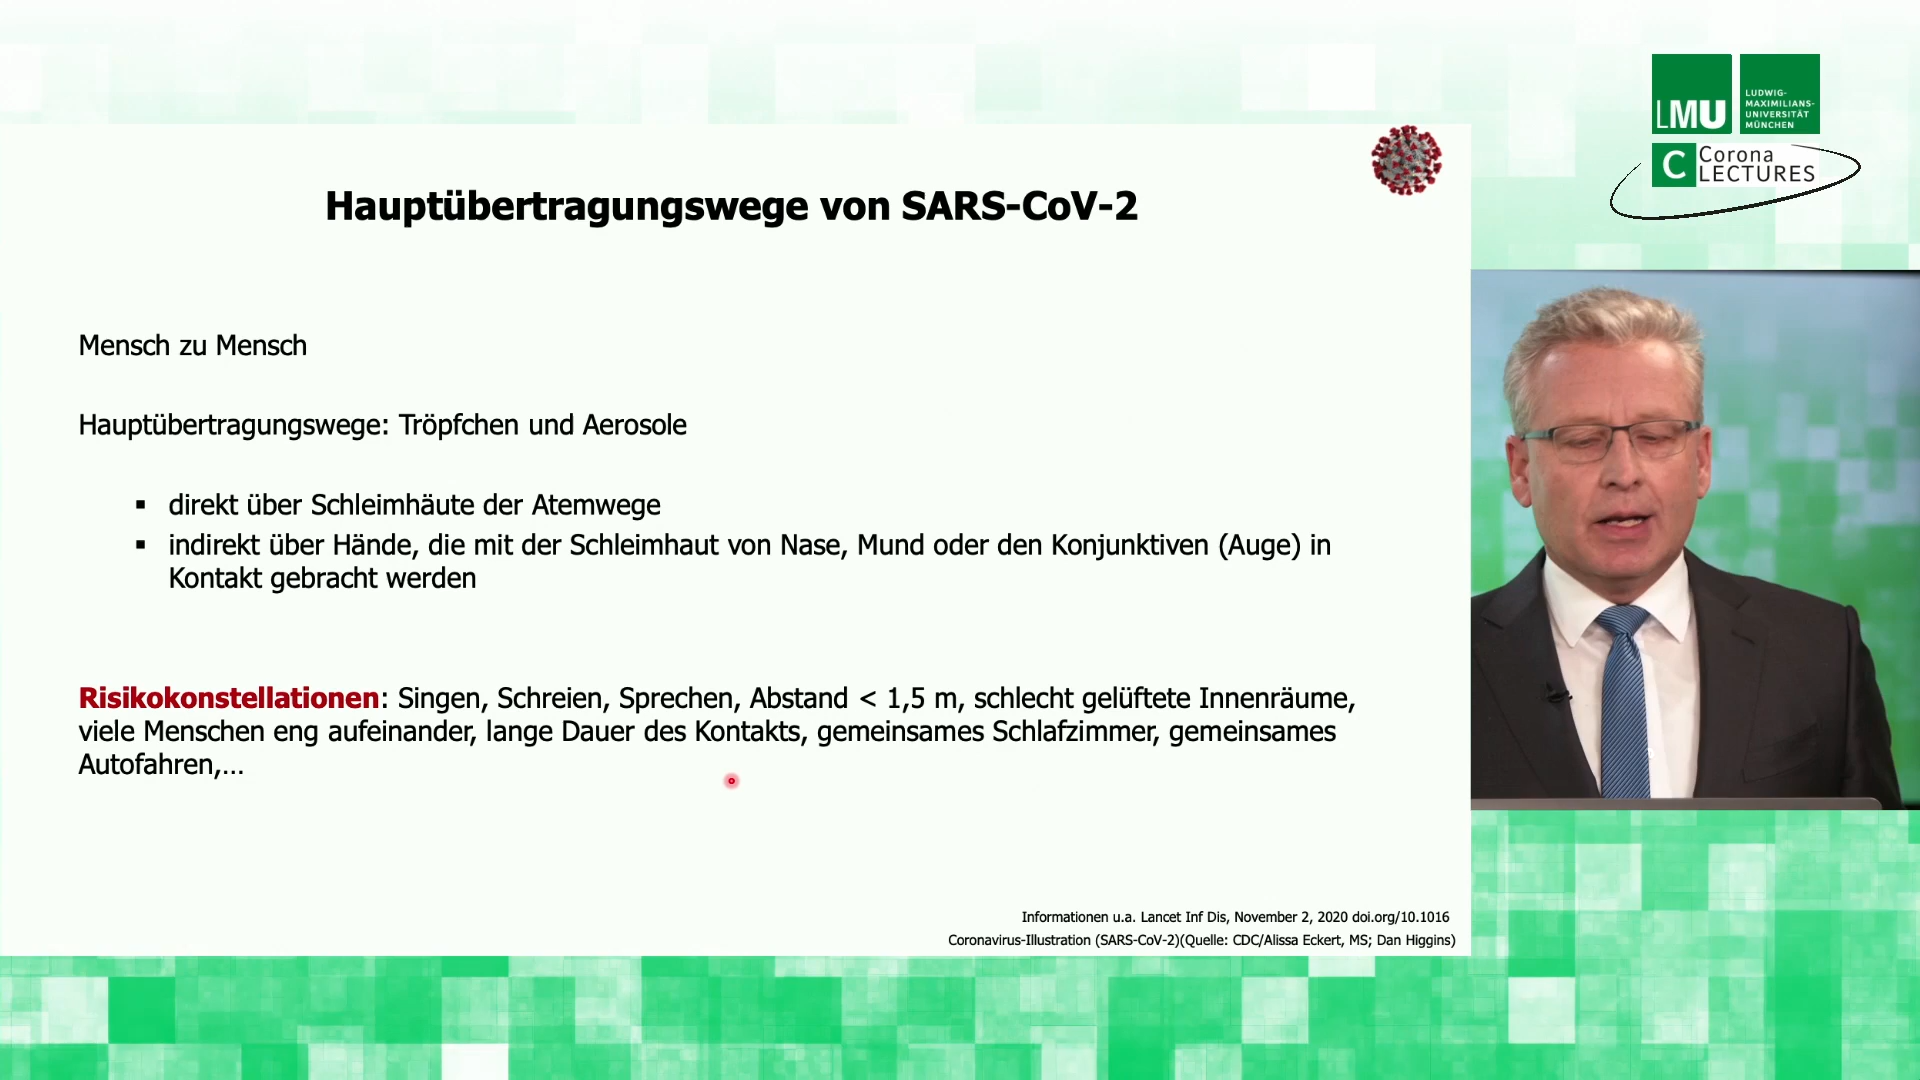 LMU
LUDWIG-
MAXIMILIANS-
UNIVERSITÄT
MÜNCHEN
C Corona
LECTURES
Hauptübertragungswege von SARS-CoV-2
Mensch zu Mensch
Hauptübertragungswege: Tröpfchen und Aerosole
▪ direkt über Schleimhäute der Atemwege
▪ indirekt über Hände, die mit der Schleimhaut von Nase, Mund oder den Konjunktiven (Auge) in
Kontakt gebracht werden
Risikokonstellationen: Singen, Schreien, Sprechen, Abstand < 1,5 m, schlecht gelüftete Innenräume,
viele Menschen eng aufeinander, lange Dauer des Kontakts, gemeinsames Schlafzimmer, gemeinsames
Autofahren,...
Informationen u.a. Lancet Inf Dis, November 2, 2020 doi.org/10.1016
Coronavirus-Illustration (SARS-CoV-2)(Quelle: CDC/Alissa Eckert, MS; Dan Higgins)